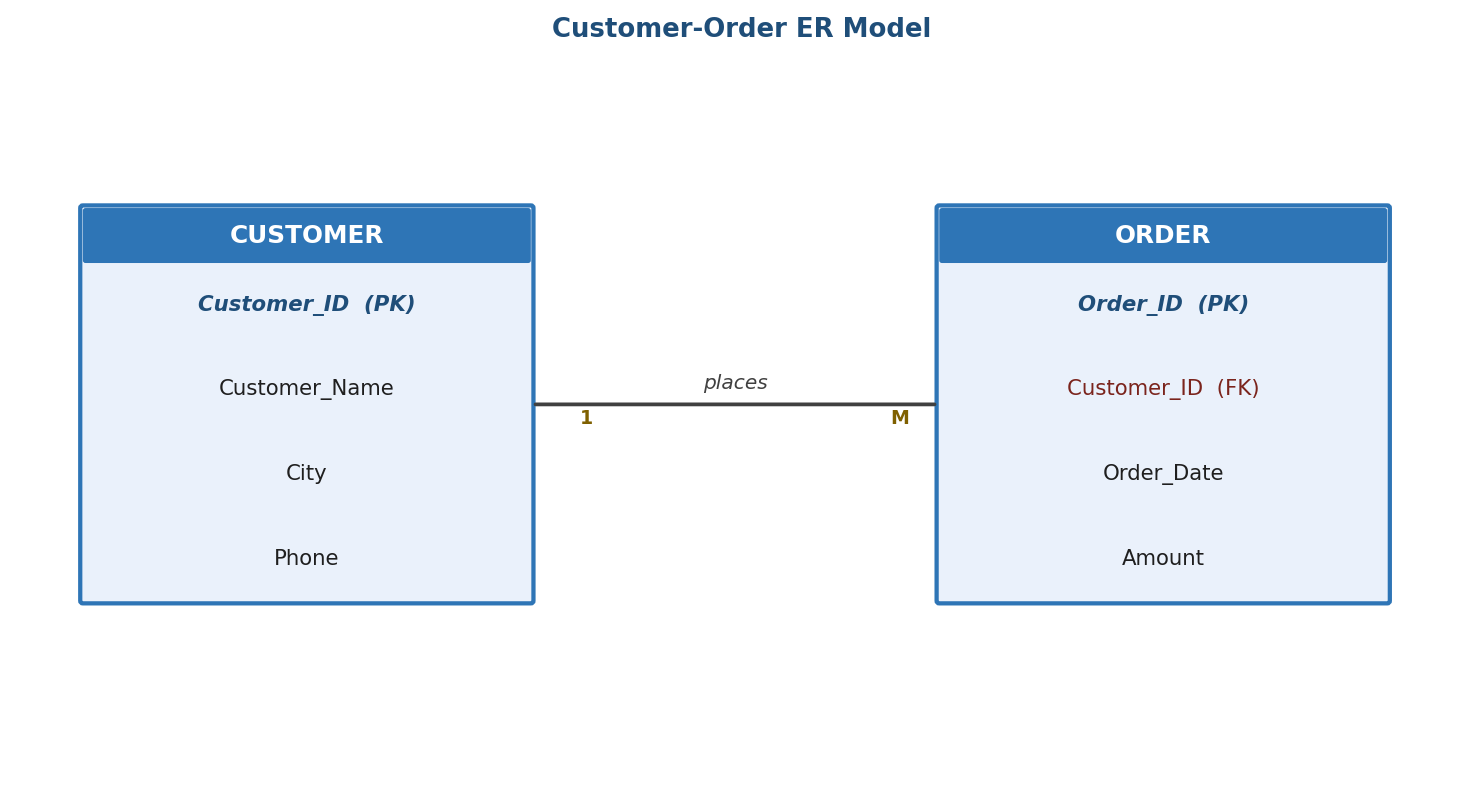 Customer-Order ER Model
CUSTOMER
Customer_ID  (PK)
Customer_Name
City
Phone
places
1
M
ORDER
Order_ID  (PK)
Customer_ID  (FK)
Order_Date
Amount